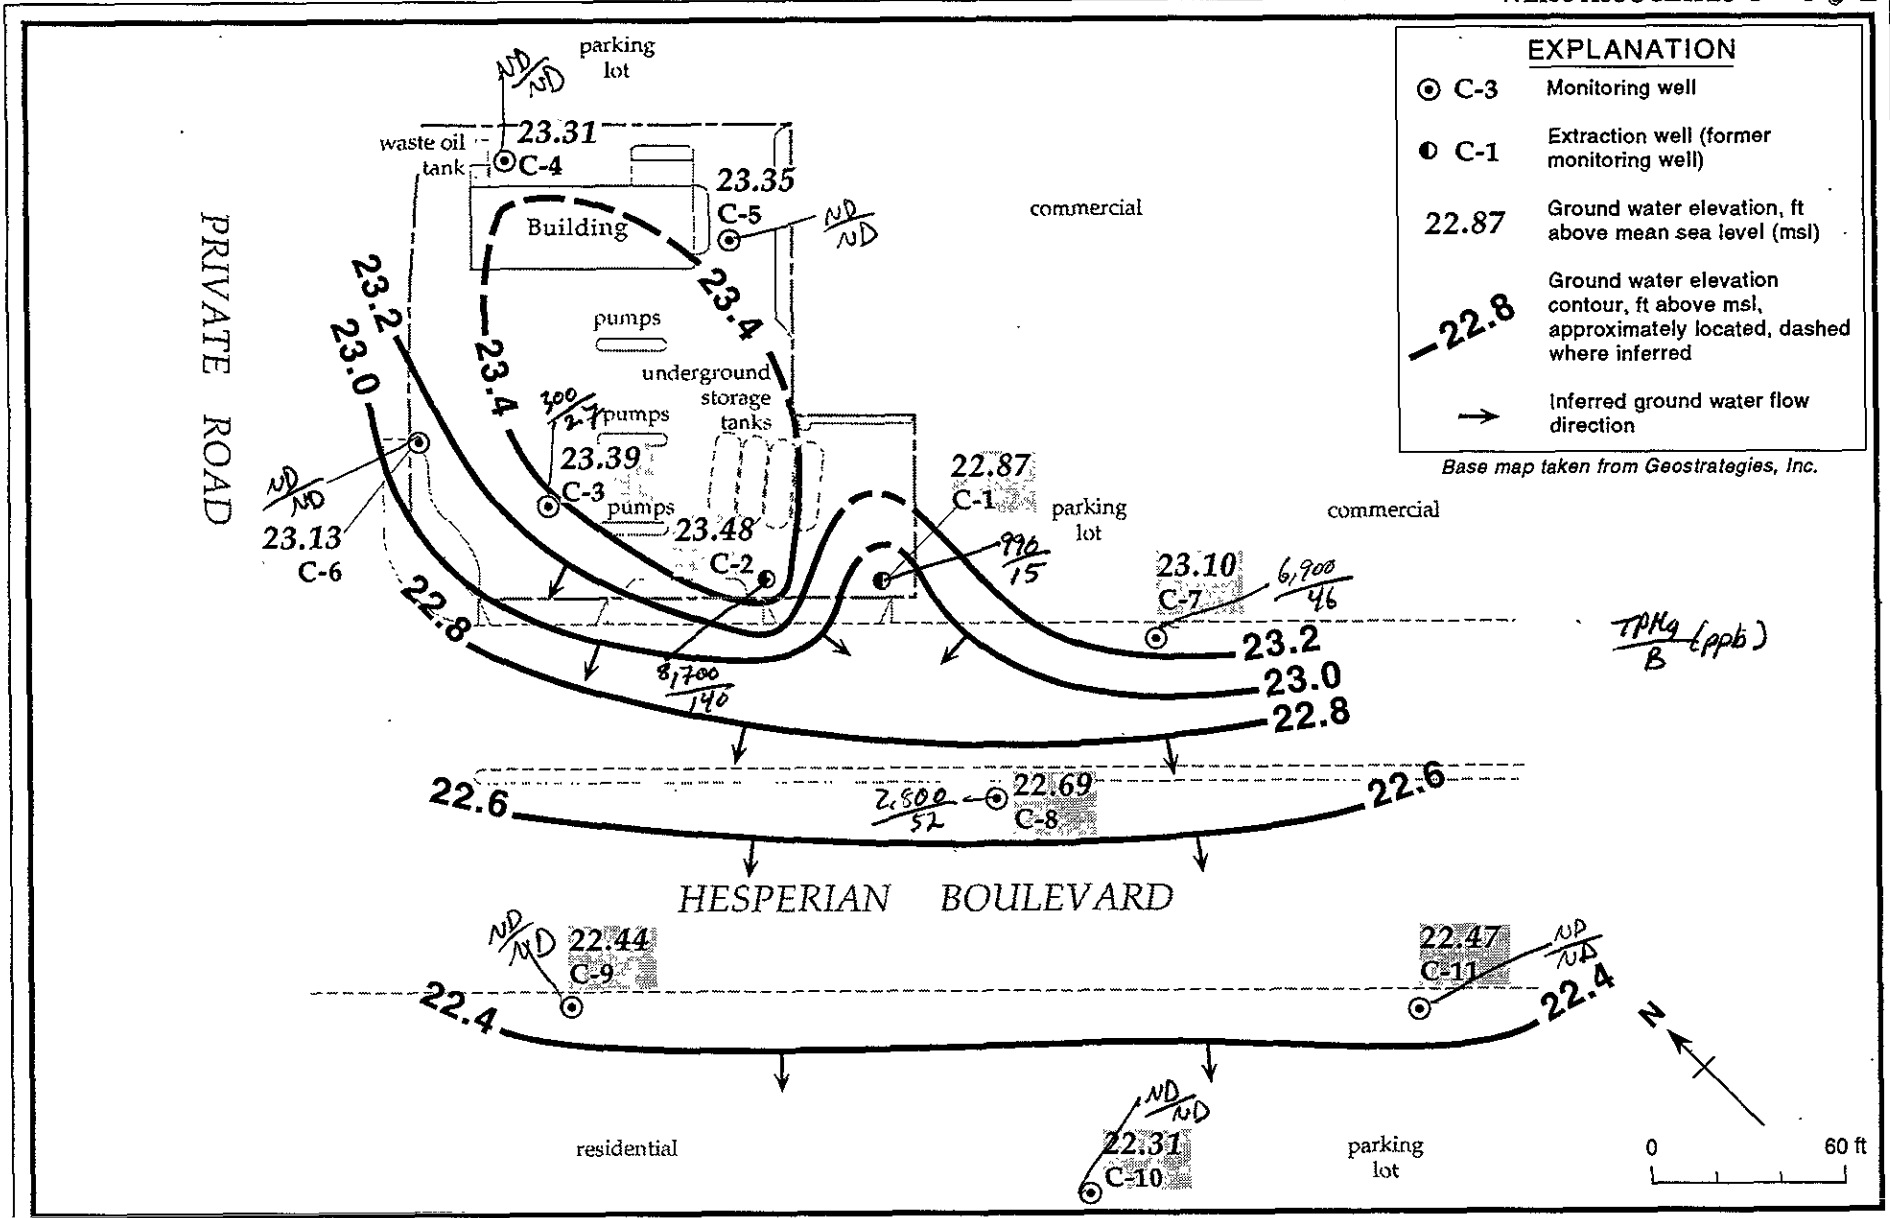 EXPLANATION
C-3 Monitoring well
C-1 Extraction well (former
monitoring well)
22.87 Ground water elevation, ft
above mean sea level (msl)
22.8 Ground water elevation
contour, ft above msl,
approximately located, dashed
where inferred
Inferred ground water flow
direction
Base map taken from Geostrategies, Inc.
parking
lot
ND/ND
waste oil
tank
23.31
C-4
23.35
C-5
ND/ND
Building
commercial
PRIVATE ROAD
23.2
23.0
23.4
23.4
pumps
underground
storage
tanks
300/27
pumps
23.39
C-3
pumps
23.48
C-2
22.87
C-1
parking
lot
commercial
ND/ND
23.13
C-6
990/15
23.10
C-7
6,900/46
TPHg/B (ppb)
22.8
8,700/140
23.2
23.0
22.8
22.6
2,800/52
22.69
C-8
22.6
HESPERIAN BOULEVARD
ND/ND
22.44
C-9
22.47
C-11
ND/ND
22.4
22.4
N
ND/ND
22.31
C-10
residential
parking
lot
0 60 ft